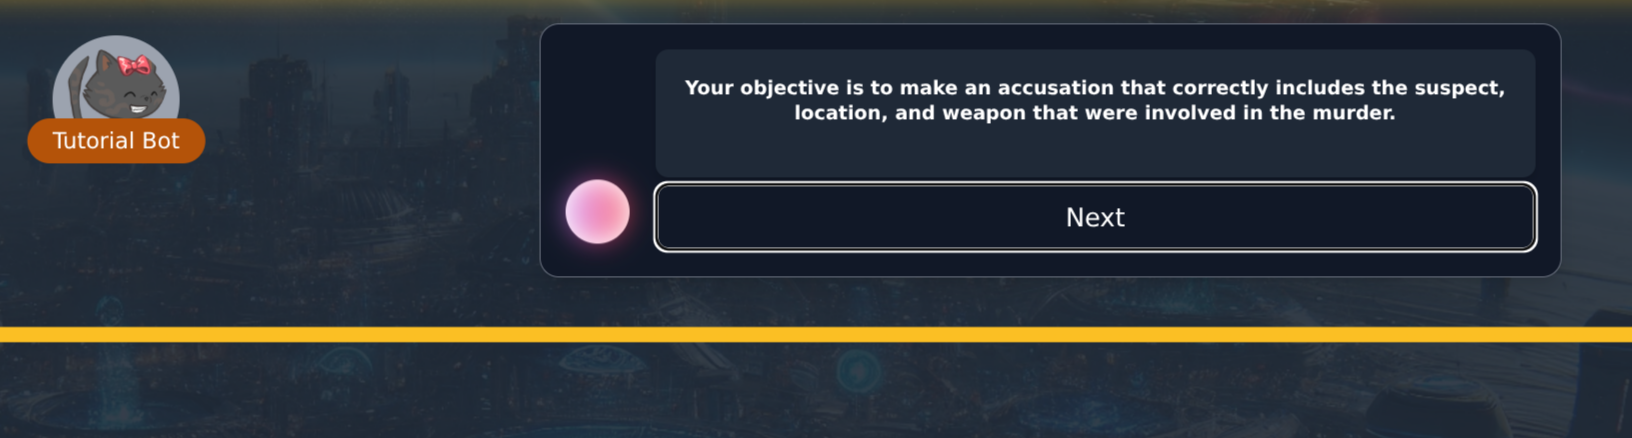 Tutorial Bot
Your objective is to make an accusation that correctly includes the suspect,
location, and weapon that were involved in the murder.
Next